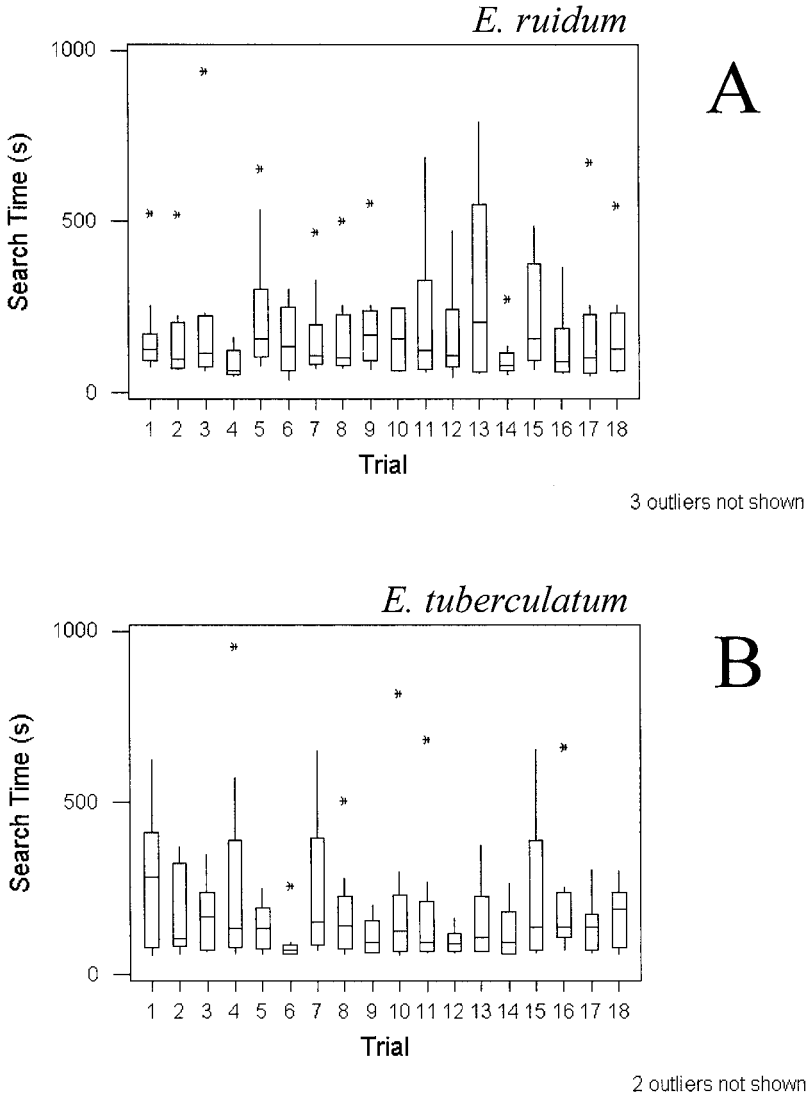 E. ruidum
A
1000
500
0
Search Time (s)
1 2 3 4 5 6 7 8 9 10 11 12 13 14 15 16 17 18
Trial
3 outliers not shown
E. tuberculatum
B
1000
500
0
Search Time (s)
1 2 3 4 5 6 7 8 9 10 11 12 13 14 15 16 17 18
Trial
2 outliers not shown